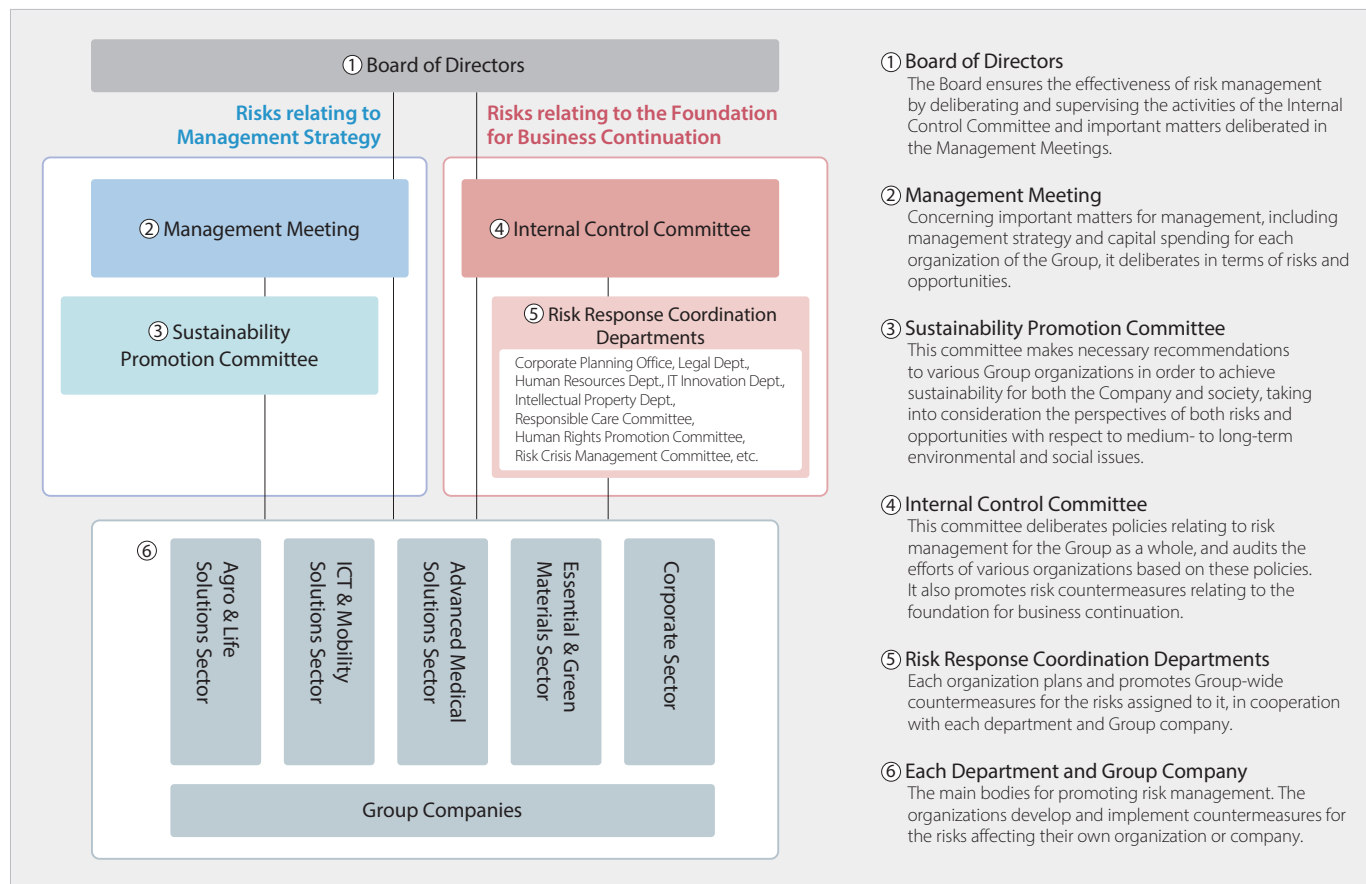 ① Board of Directors
Risks relating to
Management Strategy
Risks relating to the Foundation
for Business Continuation
② Management Meeting
④ Internal Control Committee
③ Sustainability
Promotion Committee
⑤ Risk Response Coordination
Departments
Corporate Planning Office, Legal Dept.,
Human Resources Dept., IT Innovation Dept.,
Intellectual Property Dept.,
Responsible Care Committee,
Human Rights Promotion Committee,
Risk Crisis Management Committee, etc.
⑥
Agro & Life
Solutions Sector
ICT & Mobility
Solutions Sector
Advanced Medical
Solutions Sector
Essential & Green
Materials Sector
Corporate Sector
Group Companies
① Board of Directors
The Board ensures the effectiveness of risk management
by deliberating and supervising the activities of the Internal
Control Committee and important matters deliberated in
the Management Meetings.
② Management Meeting
Concerning important matters for management, including
management strategy and capital spending for each
organization of the Group, it deliberates in terms of risks and
opportunities.
③ Sustainability Promotion Committee
This committee makes necessary recommendations
to various Group organizations in order to achieve
sustainability for both the Company and society, taking
into consideration the perspectives of both risks and
opportunities with respect to medium- to long-term
environmental and social issues.
④ Internal Control Committee
This committee deliberates policies relating to risk
management for the Group as a whole, and audits the
efforts of various organizations based on these policies.
It also promotes risk countermeasures relating to the
foundation for business continuation.
⑤ Risk Response Coordination Departments
Each organization plans and promotes Group-wide
countermeasures for the risks assigned to it, in cooperation
with each department and Group company.
⑥ Each Department and Group Company
The main bodies for promoting risk management. The
organizations develop and implement countermeasures for
the risks affecting their own organization or company.